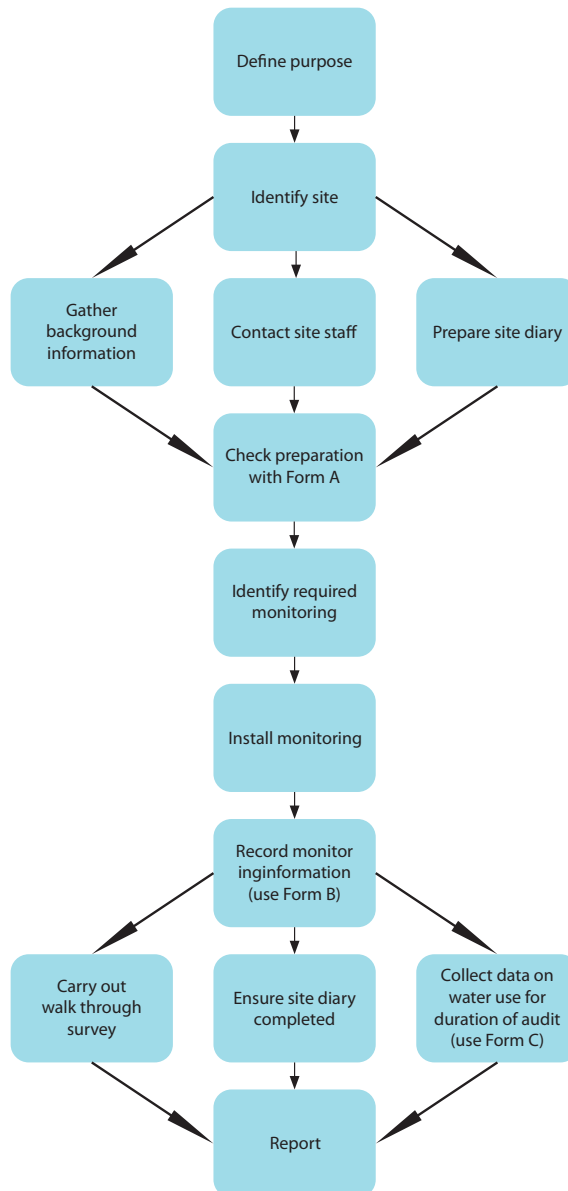 Define purpose
Identify site
Gather
background
information
Contact site staff
Prepare site diary
Check preparation
with Form A
Identify required
monitoring
Install monitoring
Record monitor
inginformation
(use Form B)
Carry out
walk through
survey
Ensure site diary
completed
Collect data on
water use for
duration of audit
(use Form C)
Report